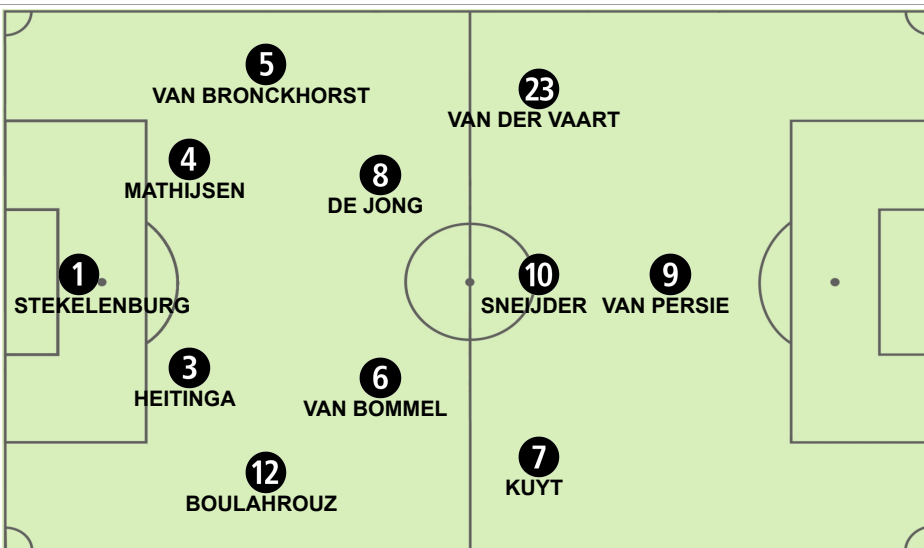 5
VAN BRONCKHORST
23
VAN DER VAART
4
MATHIJSEN
8
DE JONG
1
STEKELENBURG
10
SNEIJDER
9
VAN PERSIE
3
HEITINGA
6
VAN BOMMEL
12
BOULAHROUZ
7
KUYT